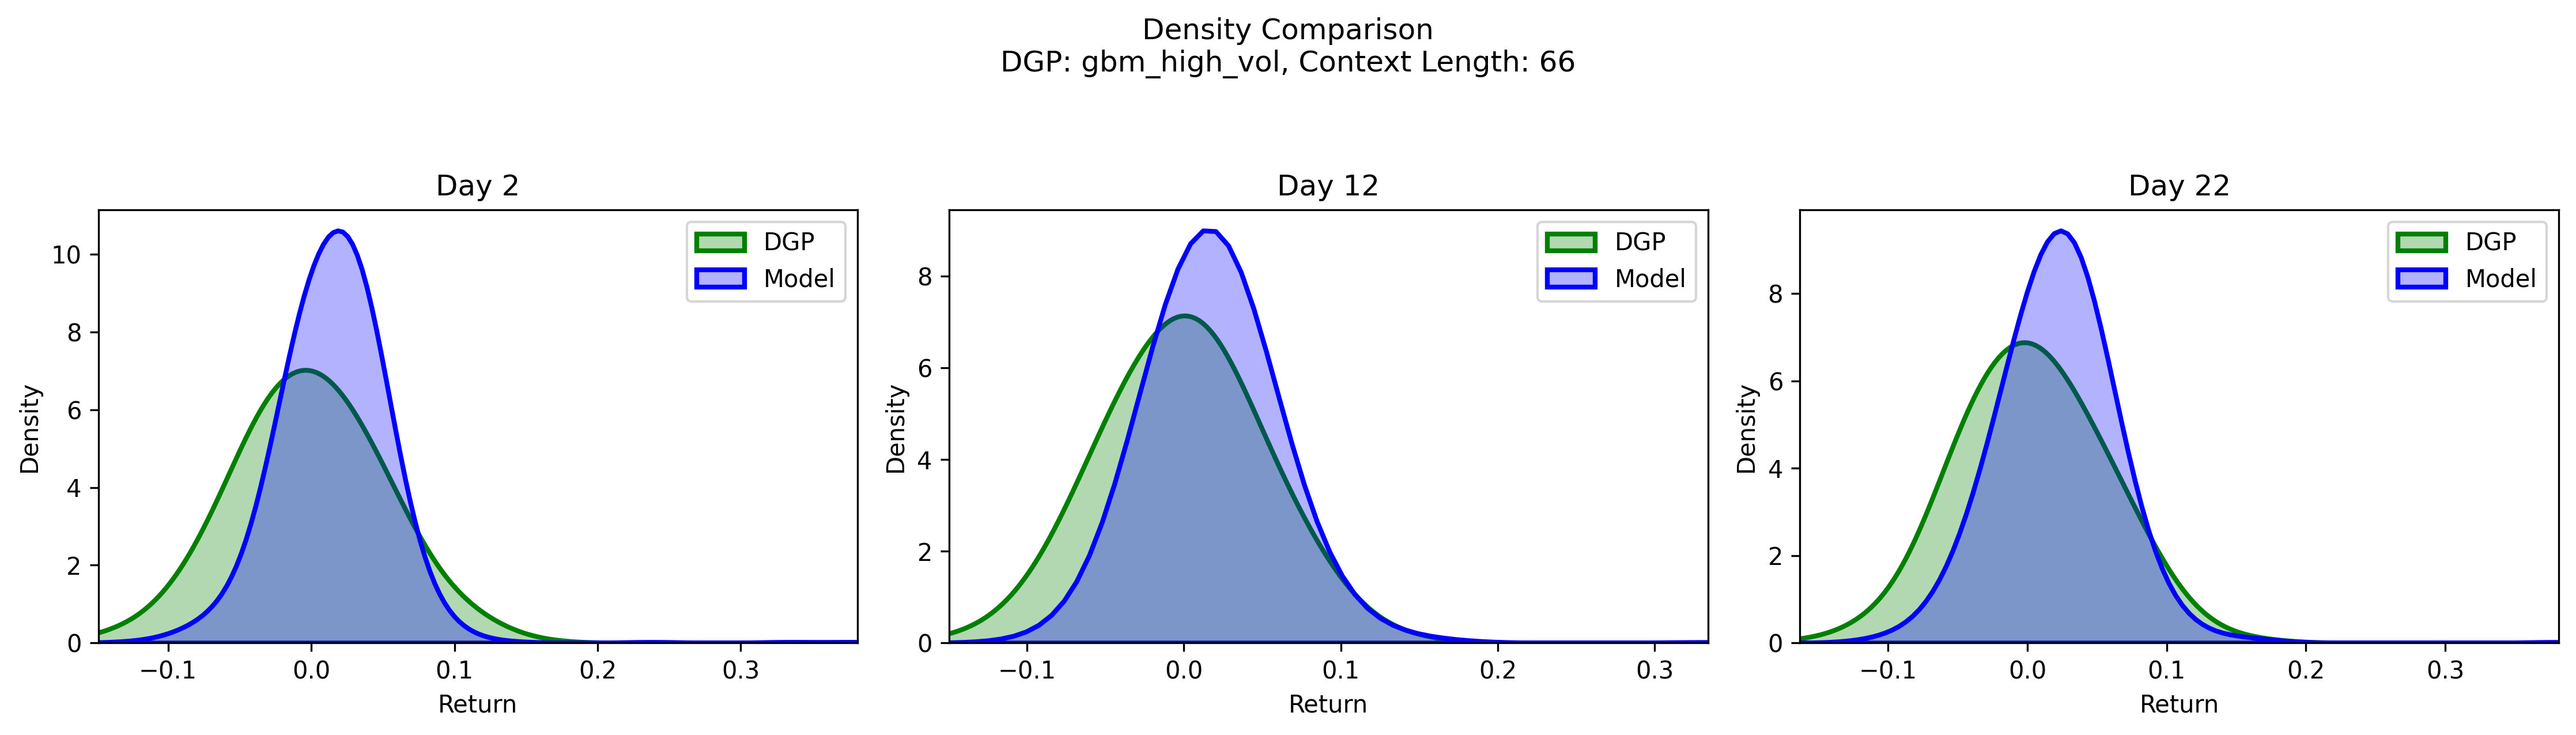 Density Comparison
DGP: gbm_high_vol, Context Length: 66
Day 2
Density
10
8
6
4
2
0
−0.1
0.0
0.1
0.2
0.3
Return
DGP
Model
Day 12
Density
8
6
4
2
0
−0.1
0.0
0.1
0.2
0.3
Return
DGP
Model
Day 22
Density
8
6
4
2
0
−0.1
0.0
0.1
0.2
0.3
Return
DGP
Model